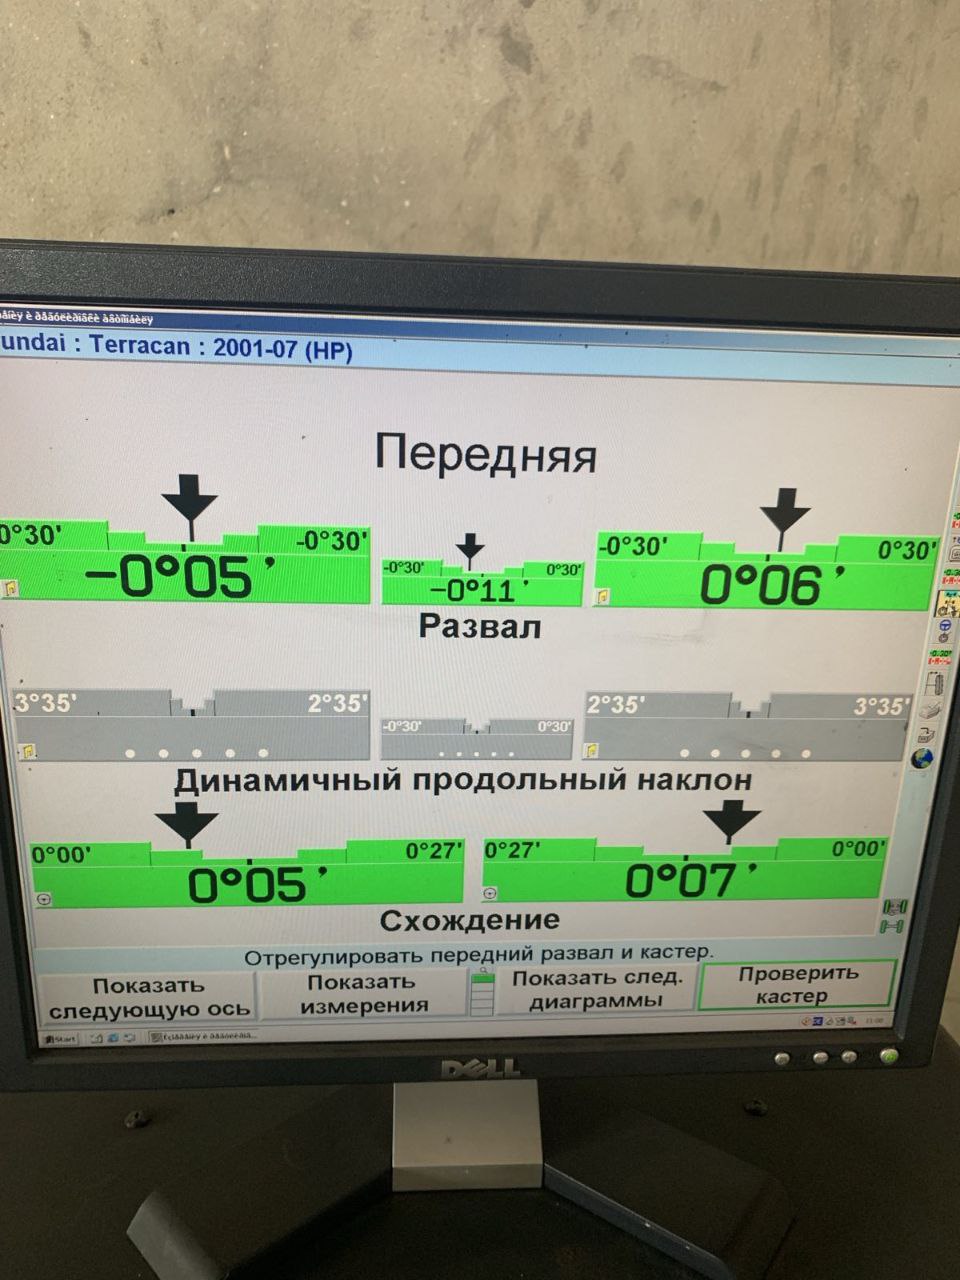 undai : Terracan : 2001-07 (HP)
Передняя
0°30' -0°30' -0°30' 0°30' -0°30' 0°30'
-0°05' -0°11' 0°06'
Развал
3°35' 2°35' -0°30' 0°30' 2°35' 3°35'
Динамичный продольный наклон
0°00' 0°27' 0°27' 0°00'
0°05' 0°07'
Схождение
Отрегулировать передний развал и кастер.
Показать следующую ось
Показать измерения
Показать след. диаграммы
Проверить кастер
Start
DELL